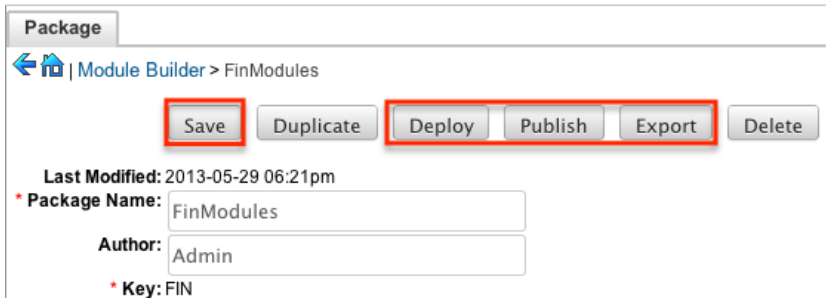 Package
| Module Builder > FinModules
Save Duplicate Deploy Publish Export Delete
Last Modified: 2013-05-29 06:21pm
* Package Name: FinModules
Author: Admin
* Key: FIN